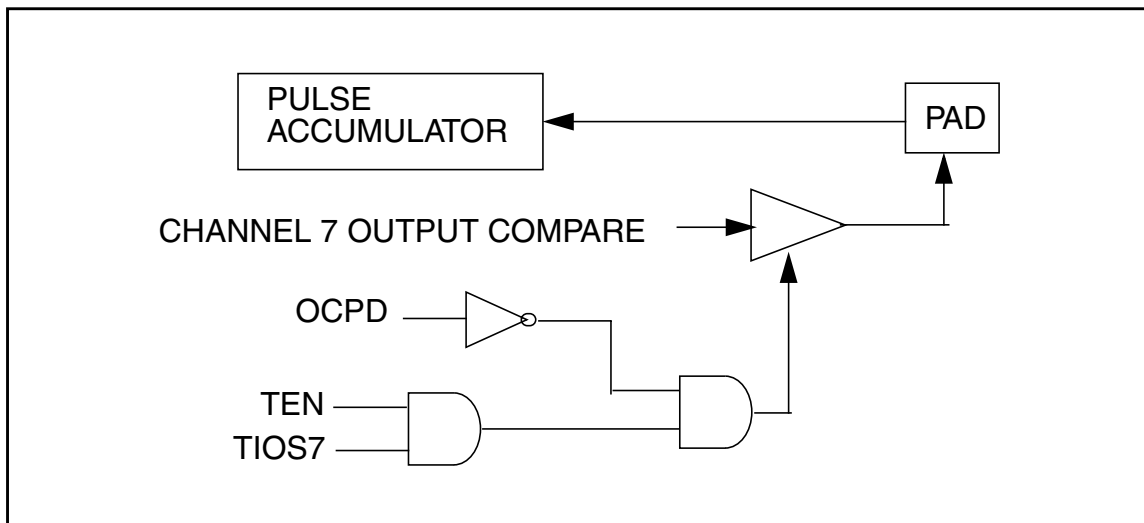 PULSE
ACCUMULATOR
PAD
CHANNEL 7 OUTPUT COMPARE
OCPD
TEN
TIOS7